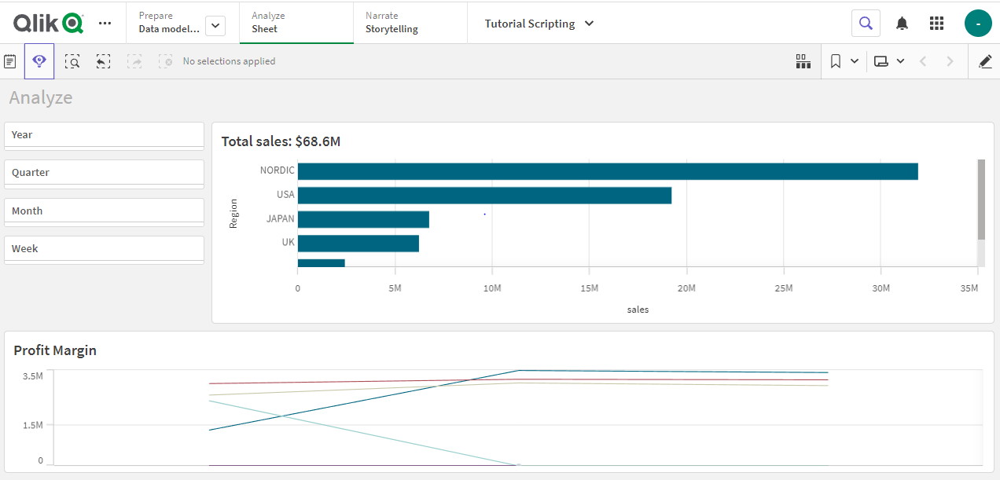 Qlik
Prepare
Data model...
Analyze
Sheet
Narrate
Storytelling
Tutorial Scripting
-
No selections applied
Analyze
Year
Quarter
Month
Week
Total sales: $68.6M
Region
NORDIC
USA
JAPAN
UK
0 5M 10M 15M 20M 25M 30M 35M
sales
Profit Margin
3.5M
1.5M
0